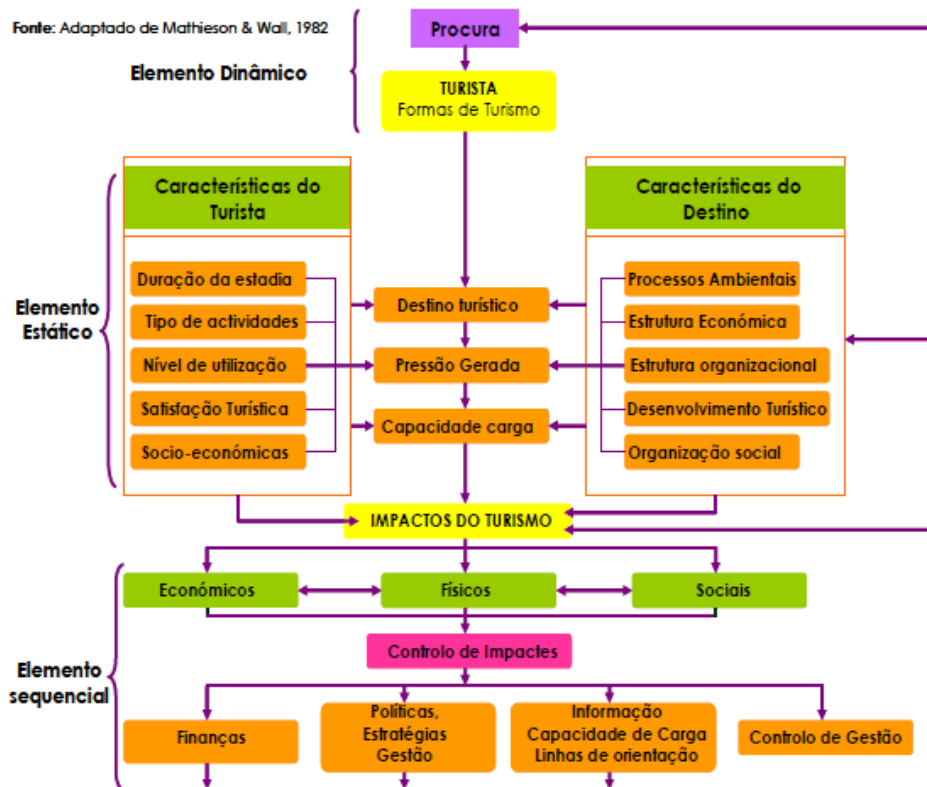 Fonte: Adaptado de Mathieson & Wall, 1982
Procura
Elemento Dinâmico
TURISTA
Formas de Turismo
Características do
Turista
Características do
Destino
Elemento
Estático
Duração da estadia
Tipo de actividades
Nível de utilização
Satisfação Turística
Socio-económicas
Destino turístico
Pressão Gerada
Capacidade carga
Processos Ambientais
Estrutura Económica
Estrutura organizacional
Desenvolvimento Turístico
Organização social
IMPACTOS DO TURISMO
Económicos
Físicos
Sociais
Elemento
sequencial
Controlo de Impactes
Finanças
Políticas,
Estratégias
Gestão
Informação
Capacidade de Carga
Linhas de orientação
Controlo de Gestão